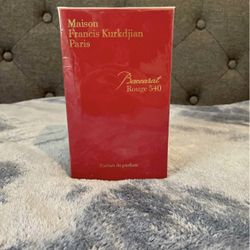 Maison
Francis Kurkdjian
Paris
Baccarat
Rouge 540
Extrait de parfum